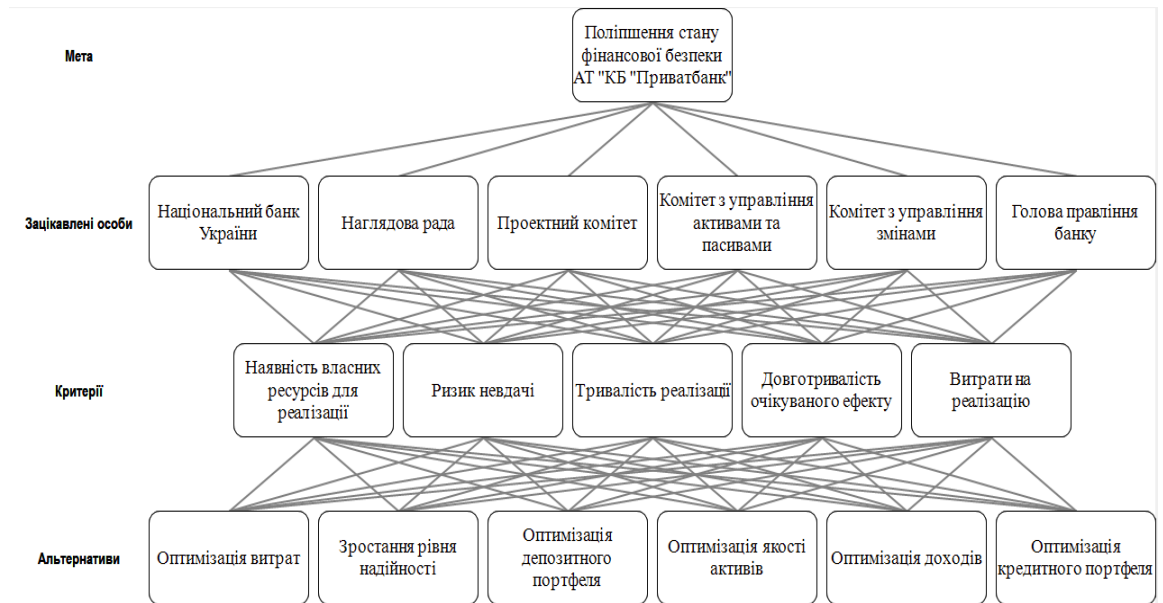 Мета
Поліпшення стану
фінансової безпеки
АТ "КБ "Приватбанк"
Зацікавлені особи
Національний банк
України
Наглядова рада
Проектний комітет
Комітет з управління
активами та
пасивами
Комітет з управління
змінами
Голова правління
банку
Критерії
Наявність власних
ресурсів для
реалізації
Ризик невдачі
Тривалість реалізації
Довготривалість
очікуваного ефекту
Витрати на
реалізацію
Альтернативи
Оптимізація витрат
Зростання рівня
надійності
Оптимізація
депозитного
портфеля
Оптимізація якості
активів
Оптимізація доходів
Оптимізація
кредитного портфеля